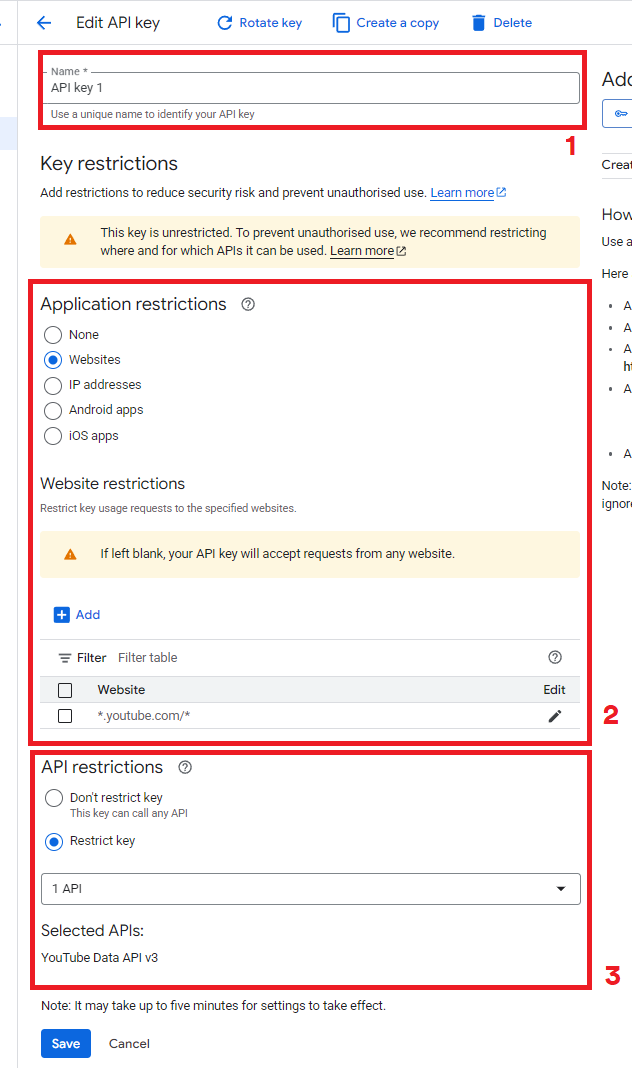 Edit API key
Rotate key
Create a copy
Delete
Name *
API key 1
Use a unique name to identify your API key
1
Key restrictions
Add restrictions to reduce security risk and prevent unauthorised use. Learn more
This key is unrestricted. To prevent unauthorised use, we recommend restricting
where and for which APIs it can be used. Learn more
Application restrictions
None
Websites
IP addresses
Android apps
iOS apps
Website restrictions
Restrict key usage requests to the specified websites.
If left blank, your API key will accept requests from any website.
Add
Filter Filter table
Website Edit
*.youtube.com/*
2
API restrictions
Don't restrict key
This key can call any API
Restrict key
1 API
Selected APIs:
YouTube Data API v3
3
Note: It may take up to five minutes for settings to take effect.
Save Cancel
Add
Creat
How
Use a
Here
A
A
A
ht
A
A
Note:
ignore